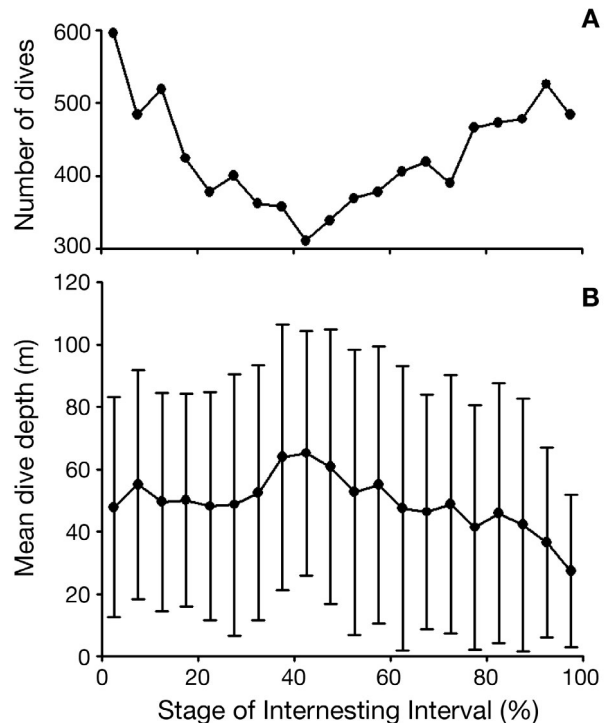 A
600
500
400
300
Number of dives
B
120
100
80
60
40
20
0
Mean dive depth (m)
0 20 40 60 80 100
Stage of Internesting Interval (%)